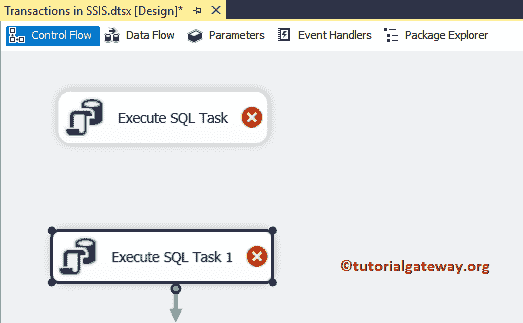 Transactions in SSIS.dtsx [Design]*
Control Flow Data Flow Parameters Event Handlers Package Explorer
Execute SQL Task
Execute SQL Task 1
©tutorialgateway.org